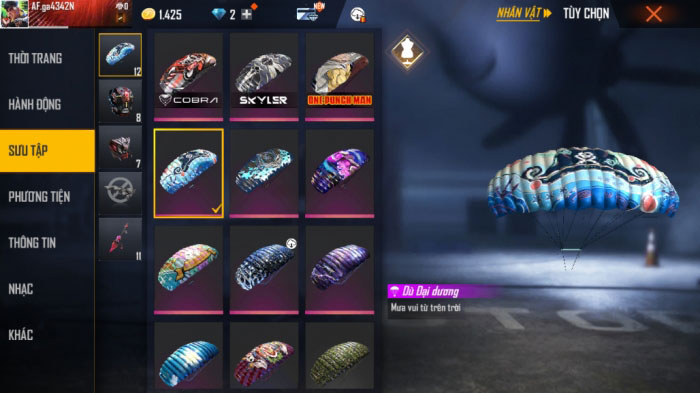 AF.ga4342N
0
1.425
2
NEW
NHÂN VẬT
TÙY CHỌN
THỜI TRANG
HÀNH ĐỘNG
SƯU TẬP
PHƯƠNG TIỆN
THÔNG TIN
NHẠC
KHÁC
12
8
7
11
COBRA
SKYLER
ONE PUNCH MAN
Dù Đại dương
Mưa vui từ trên trời